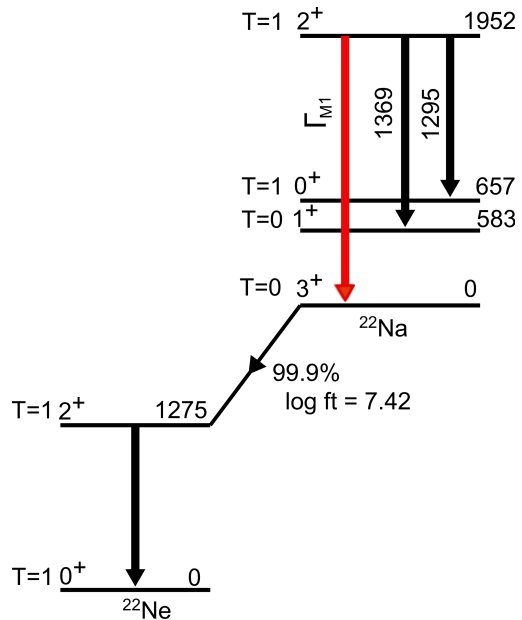 T=1 2+ 1952
ΓM1
1369
1295
T=1 0+ 657
T=0 1+ 583
T=0 3+ 0
22Na
99.9%
log ft = 7.42
T=1 2+ 1275
T=1 0+ 0
22Ne